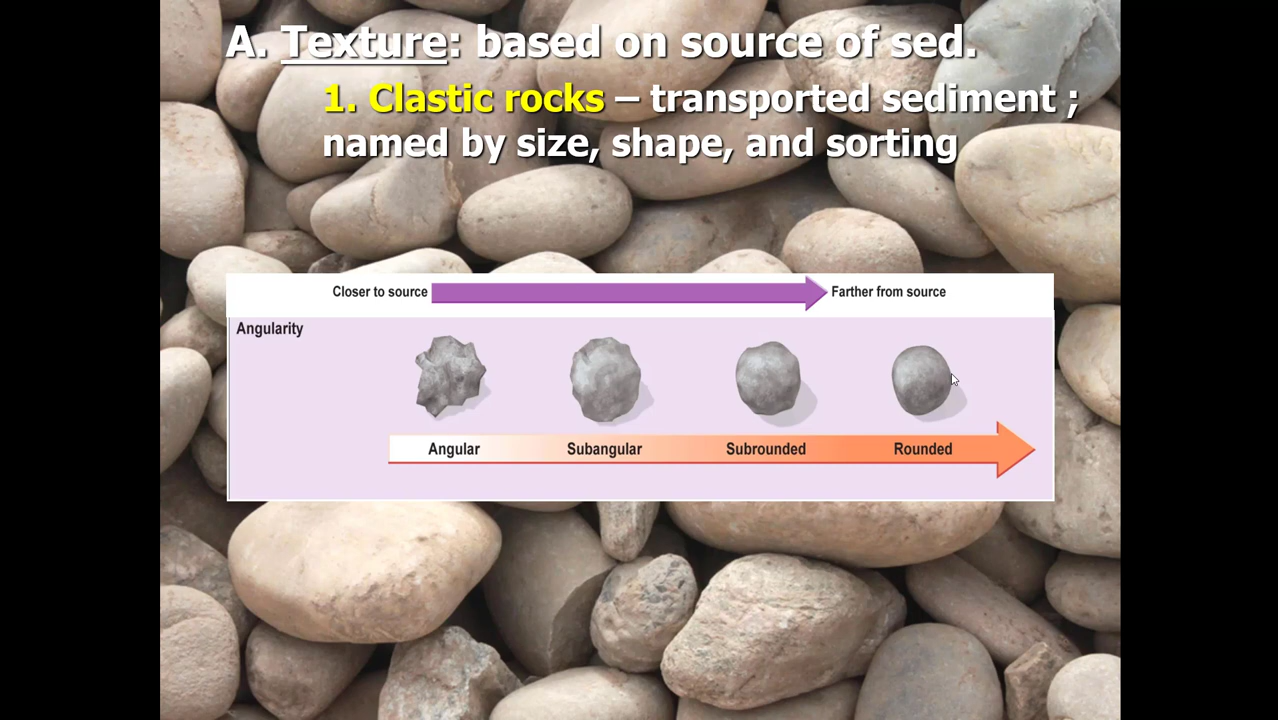 A. Texture: based on source of sed.
1. Clastic rocks – transported sediment ;
named by size, shape, and sorting
Closer to source
Farther from source
Angularity
Angular
Subangular
Subrounded
Rounded